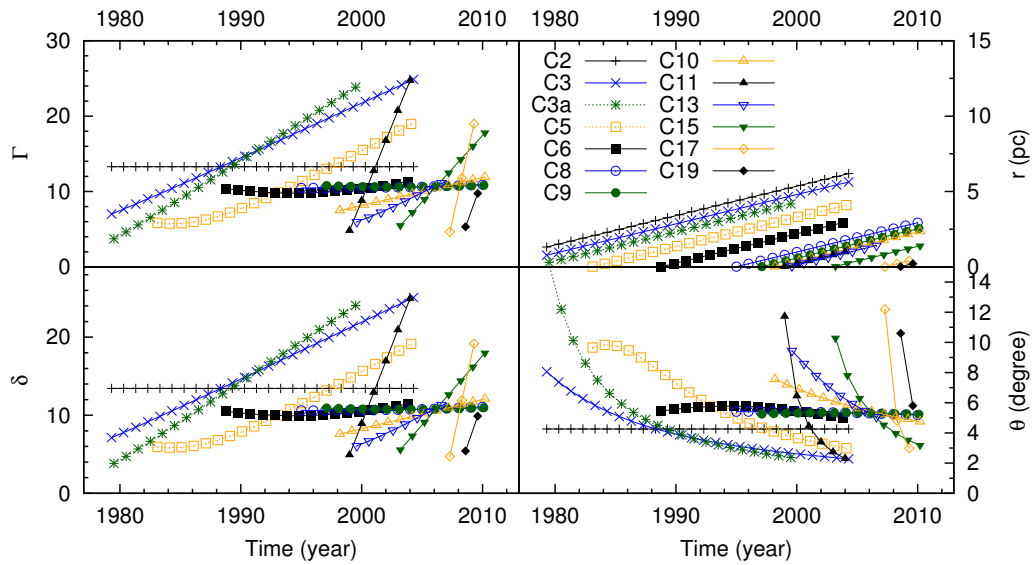 1980 1990 2000 2010 1980 1990 2000 2010
30
20
10
0
Γ
C2
C3
C3a
C5
C6
C8
C9
C10
C11
C13
C15
C17
C19
15
10
5
0
r (pc)
20
10
0
δ
14
12
10
8
6
4
2
0
θ (degree)
1980 1990 2000 2010 1980 1990 2000 2010
Time (year) Time (year)